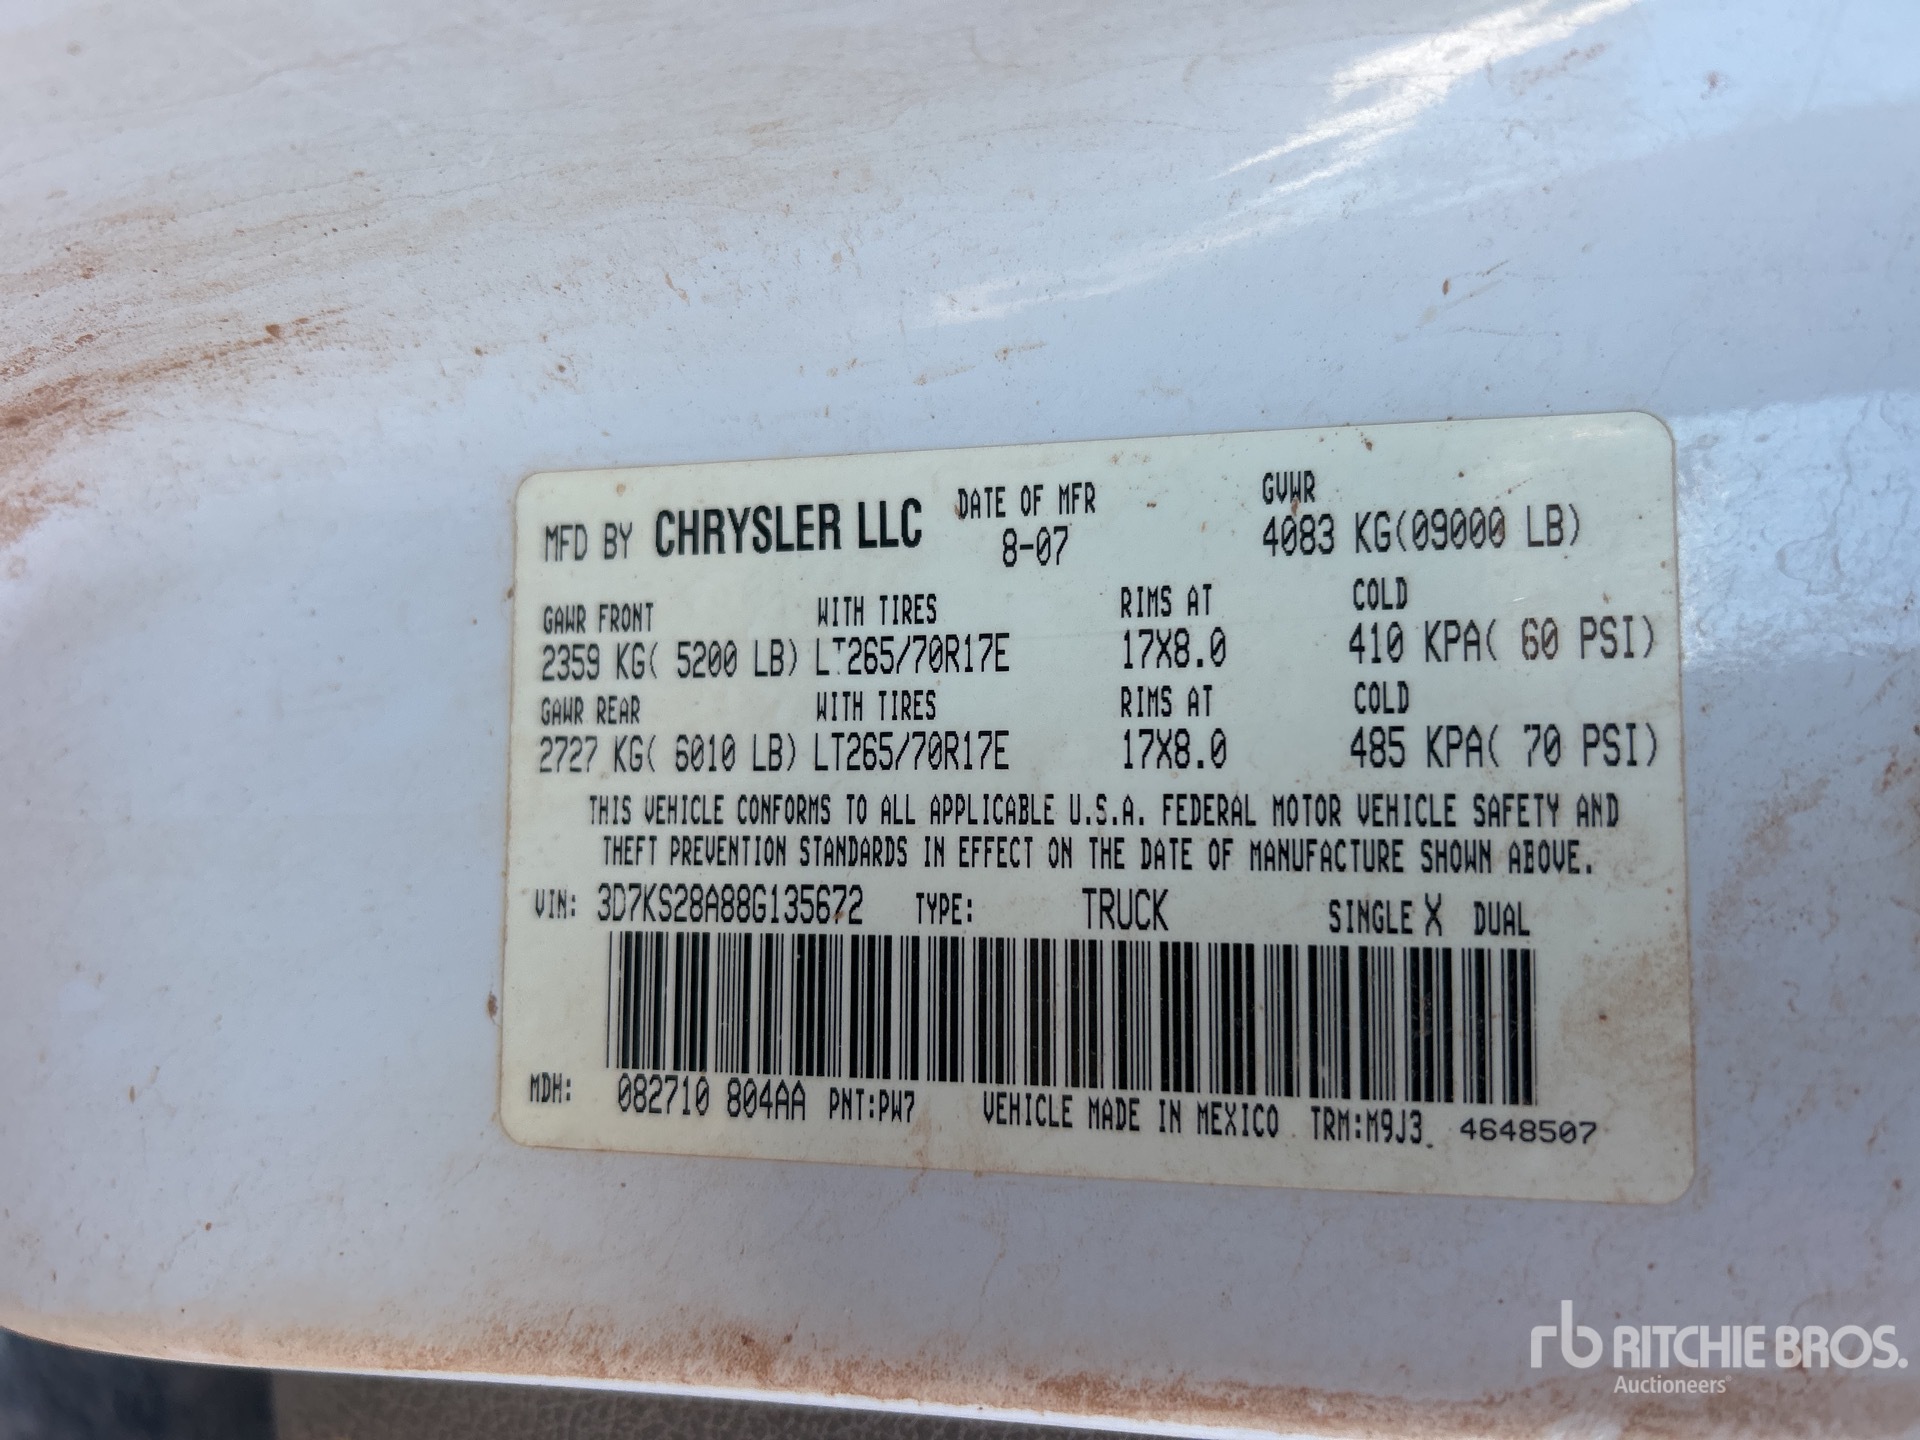 MFD BY CHRYSLER LLC DATE OF MFR GVWR
8-07 4083 KG(09000 LB)
GAWR FRONT WITH TIRES RIMS AT COLD
2359 KG( 5200 LB) LT265/70R17E 17X8.0 410 KPA( 60 PSI)
GAWR REAR WITH TIRES RIMS AT COLD
2727 KG( 6010 LB) LT265/70R17E 17X8.0 485 KPA( 70 PSI)
THIS VEHICLE CONFORMS TO ALL APPLICABLE U.S.A. FEDERAL MOTOR VEHICLE SAFETY AND
THEFT PREVENTION STANDARDS IN EFFECT ON THE DATE OF MANUFACTURE SHOWN ABOVE.
VIN: 3D7KS28A88G135672 TYPE: TRUCK SINGLE X DUAL
MDH: 082710 804AA PNT:PW7 VEHICLE MADE IN MEXICO TRM:M9J3 4648507
rb RITCHIE BROS.
Auctioneers